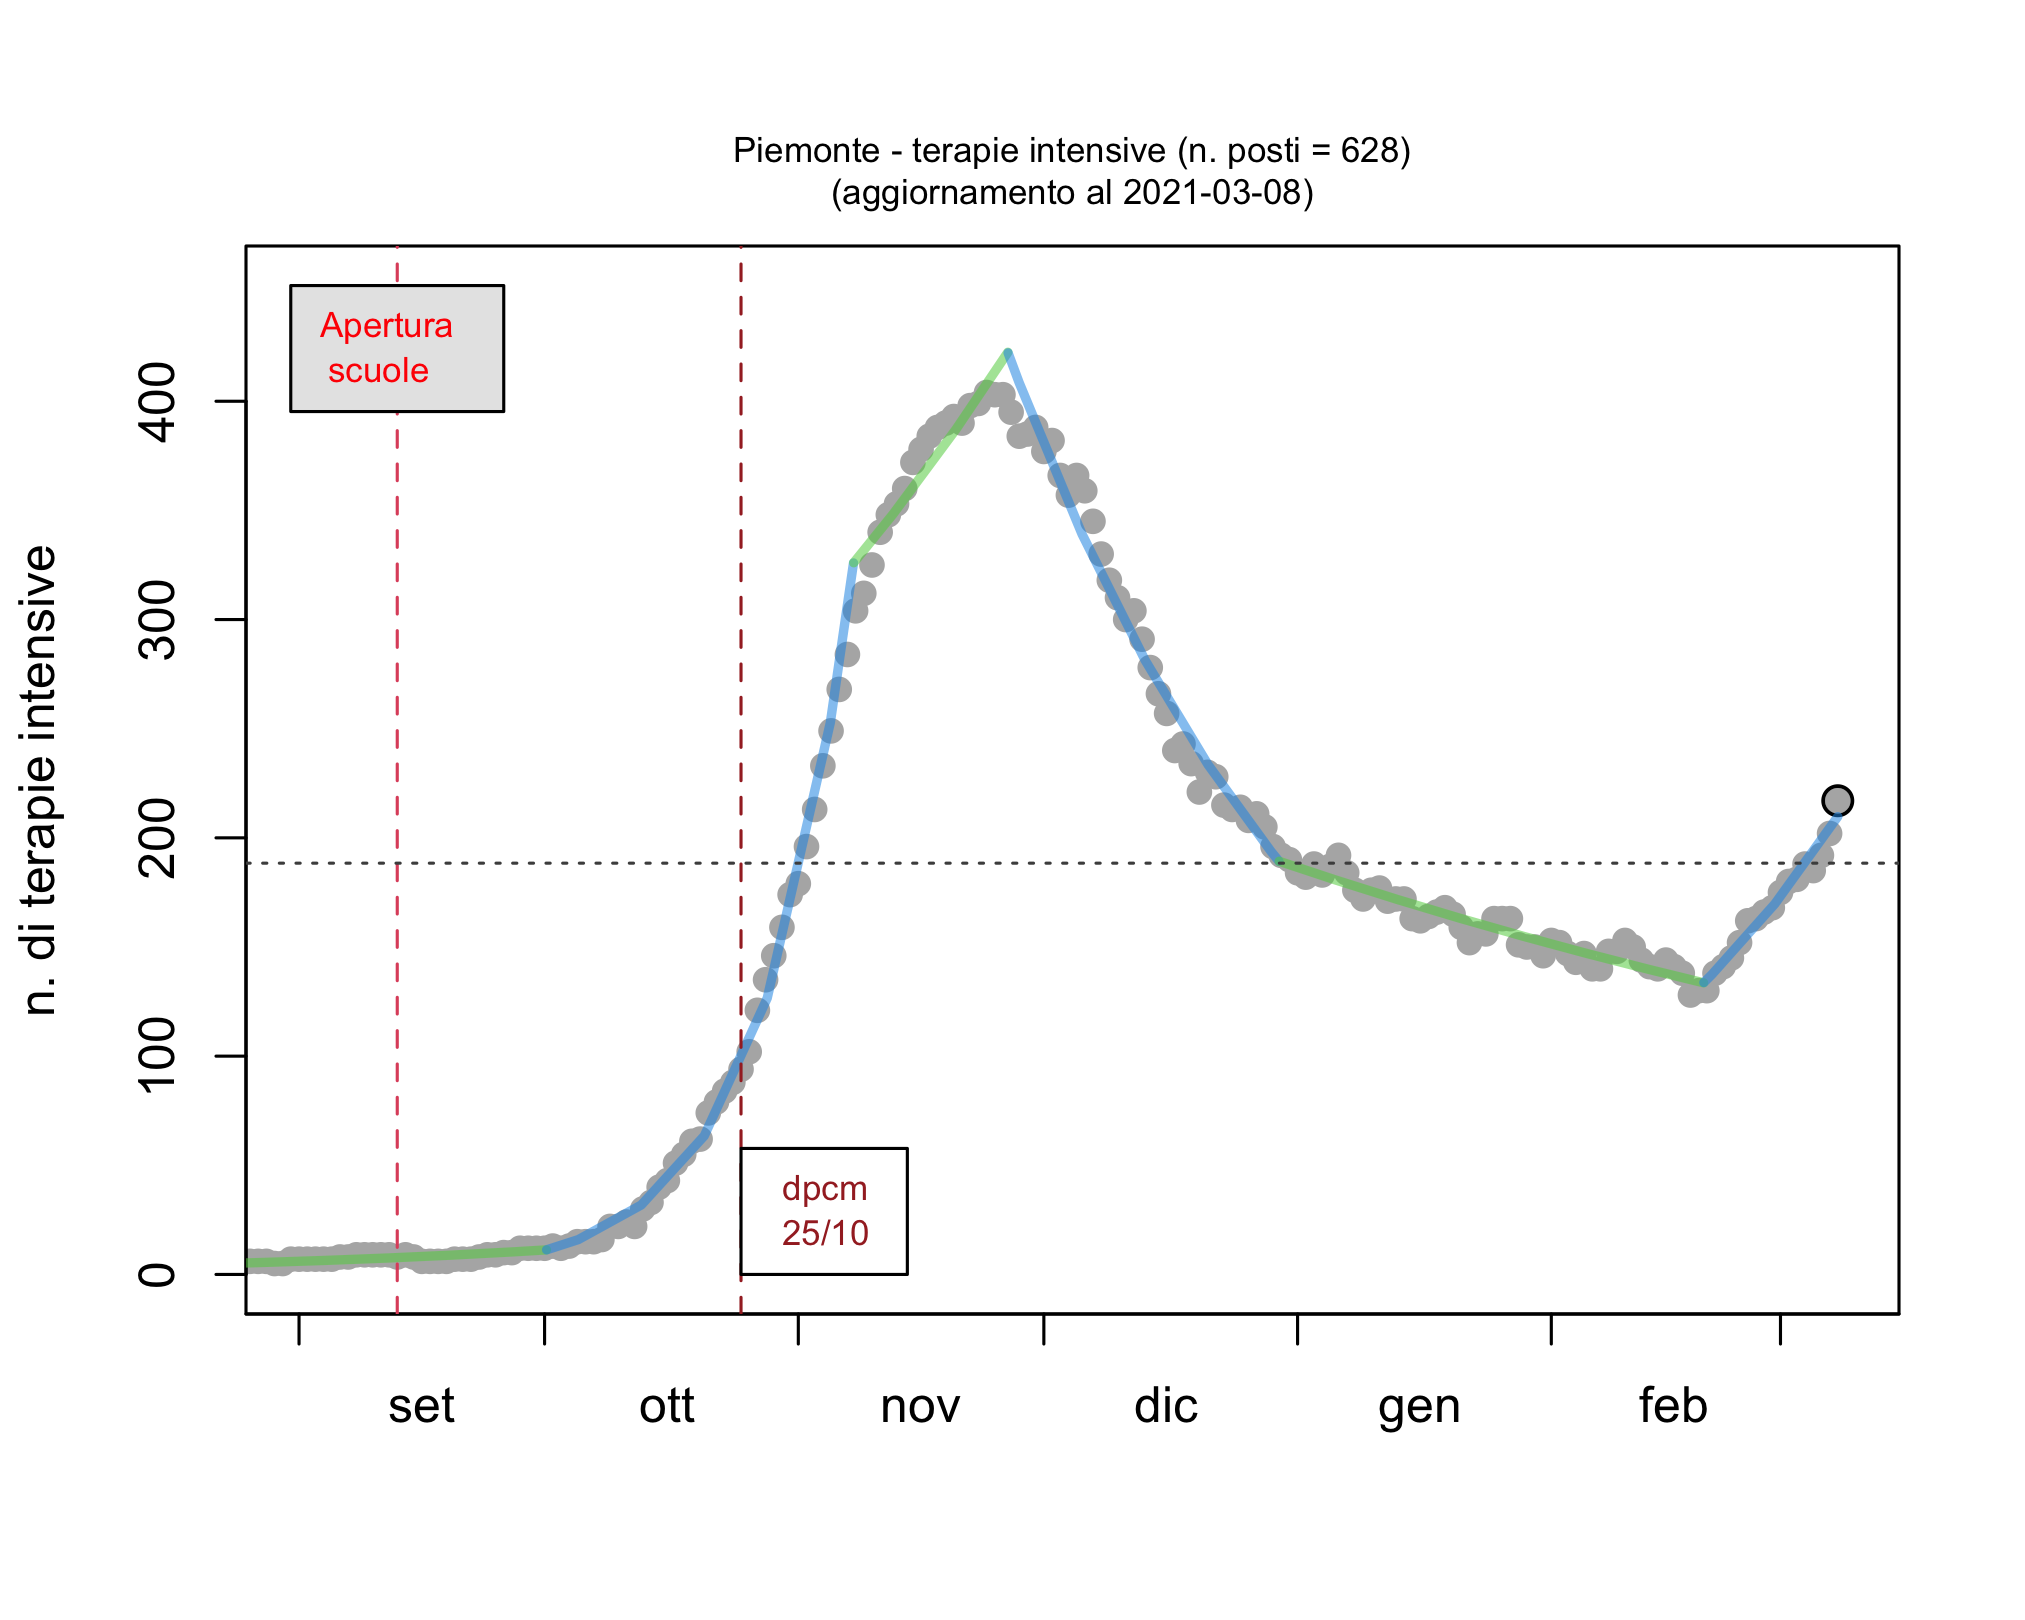 Piemonte - terapie intensive (n. posti = 628)
(aggiornamento al 2021-03-08)
n. di terapie intensive
400
300
200
100
0
Apertura
scuole
dpcm
25/10
set
ott
nov
dic
gen
feb